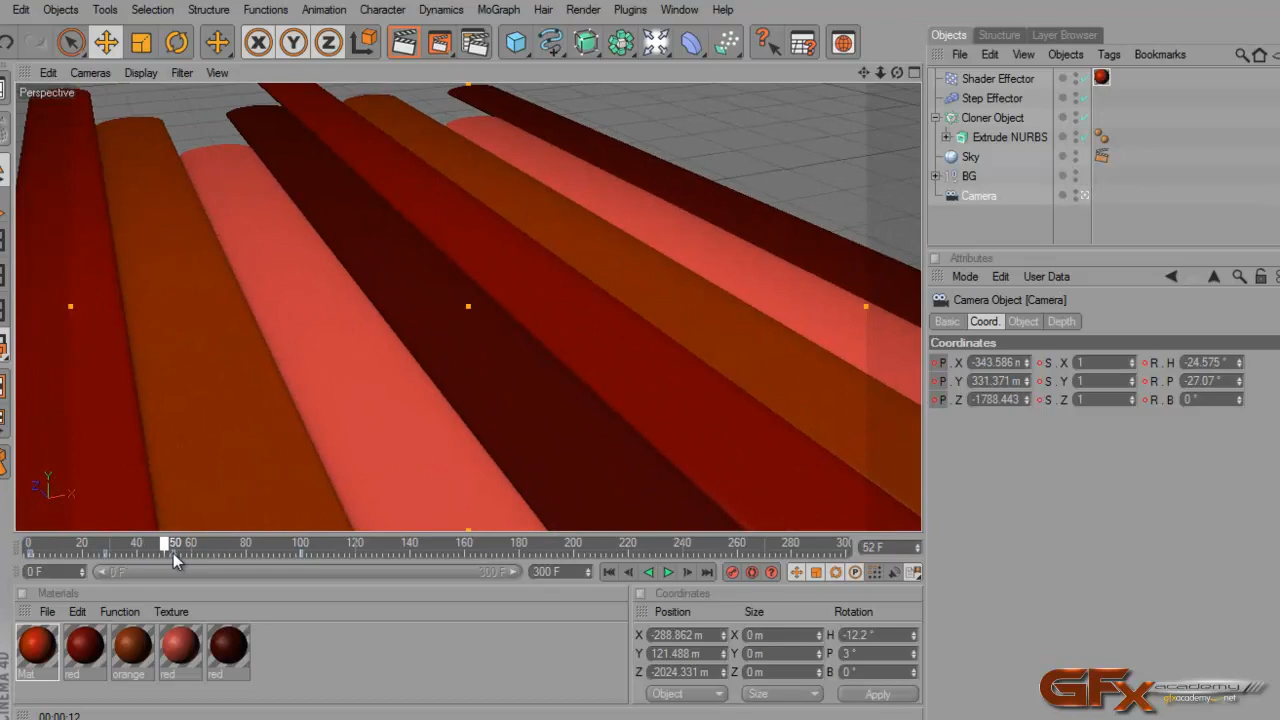 Edit Objects Tools Selection Structure Functions Animation Character Dynamics MoGraph Hair Render Plugins Window Help
Objects Structure Layer Browser
File Edit View Objects Tags Bookmarks
Edit Cameras Display Filter View
Perspective
Shader Effector
Step Effector
Cloner Object
Extrude NURBS
Sky
BG
Camera
Attributes
Mode Edit User Data
Camera Object [Camera]
Basic Coord. Object Depth
Coordinates
P . X -343.586 m S . X 1 R . H -24.575 °
P . Y 331.371 m S . Y 1 R . P -27.07 °
P . Z -1788.443 S . Z 1 R . B 0 °
X Y Z
Y
Z X
0 20 40 50 60 80 100 120 140 160 180 200 220 240 260 280 300 52 F
0 F 0 F 300 F 300 F
Materials
File Edit Function Texture
Mat red orange red red
Coordinates
Position Size Rotation
X -288.862 m X 0 m H -12.2 °
Y 121.488 m Y 0 m P 3 °
Z -2024.331 m Z 0 m B 0 °
Object Size Apply
CINEMA 4D
00:00:12
GFx academy
gfxacademy.net